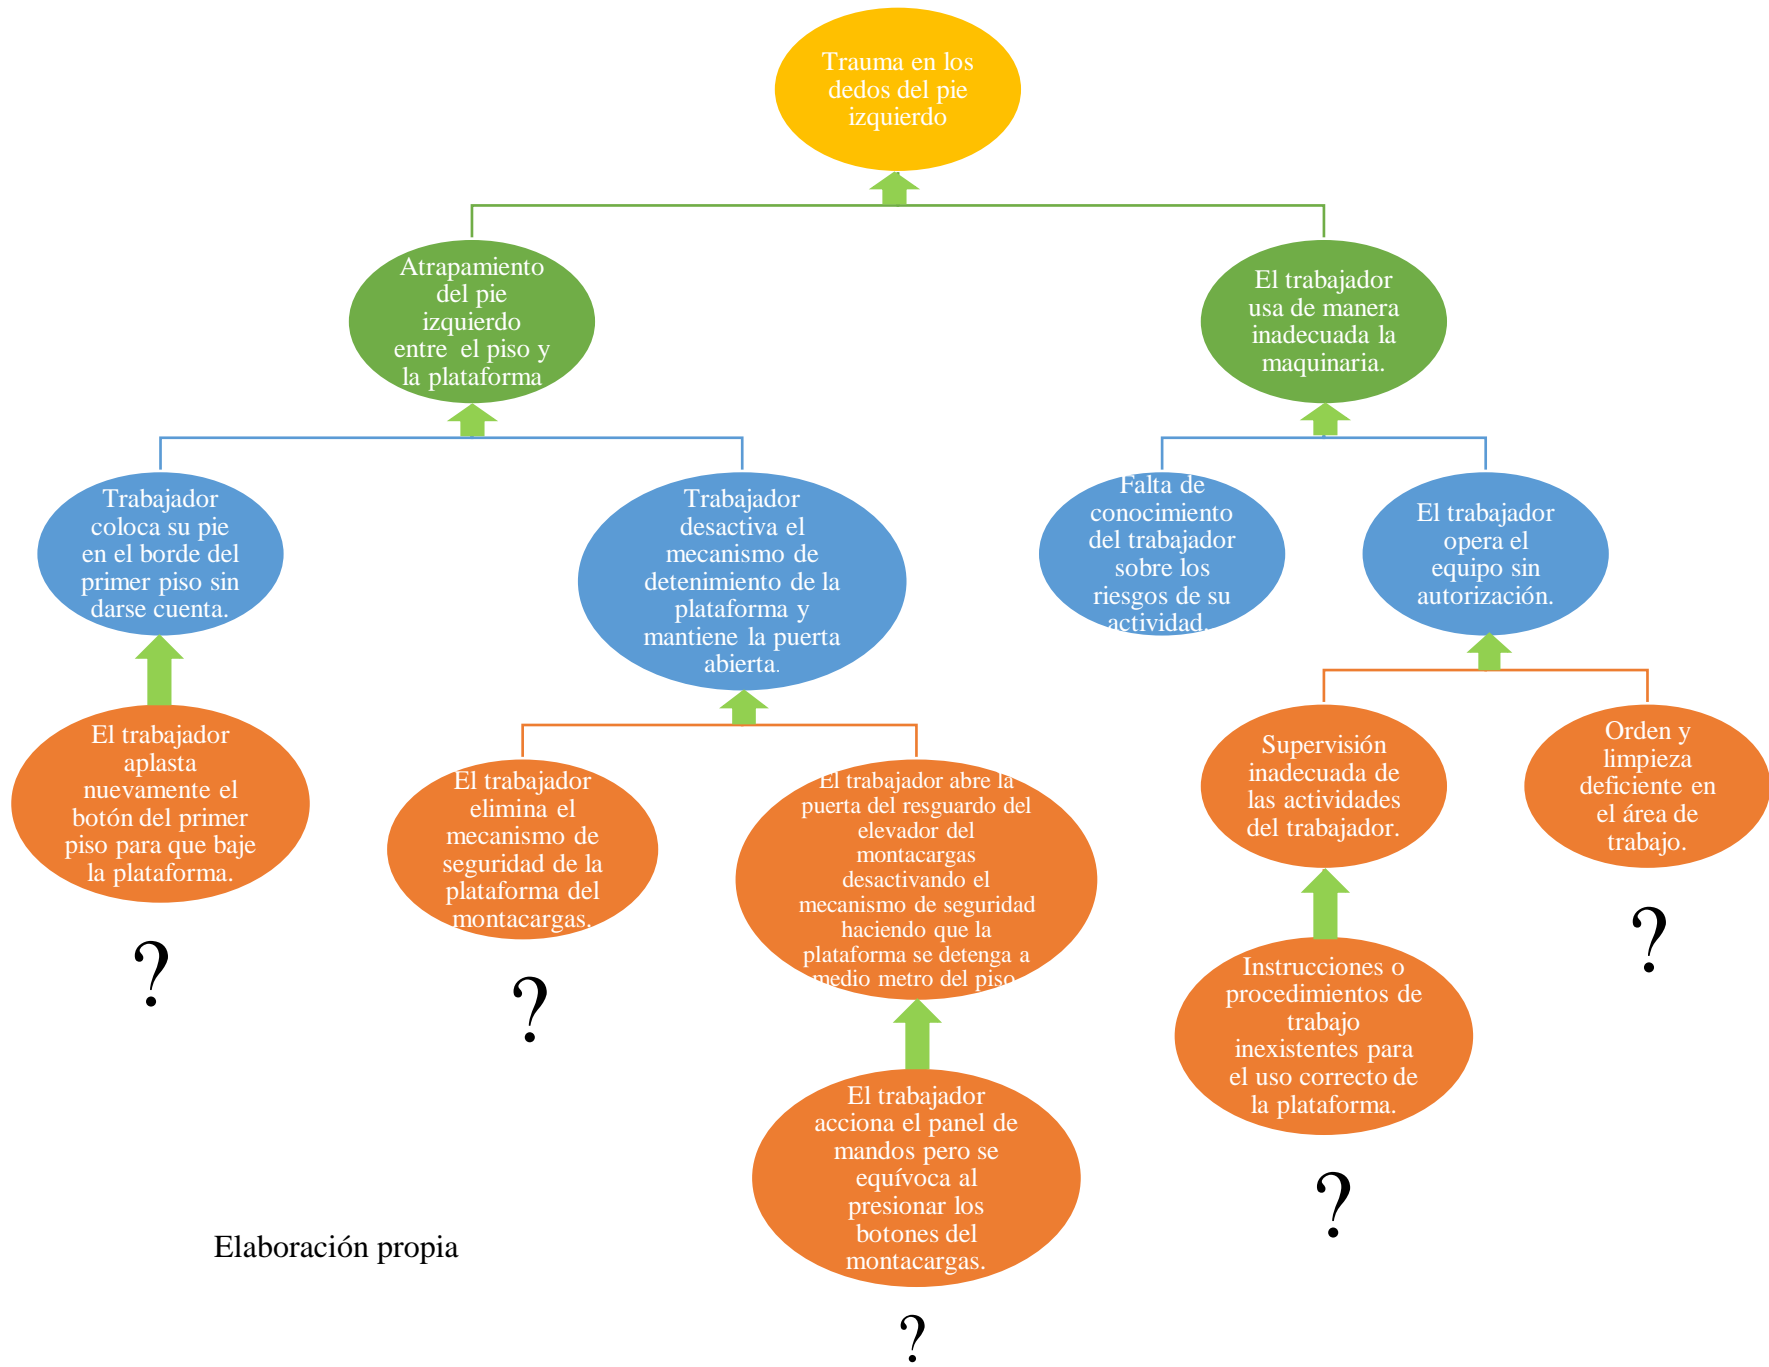 Trauma en los
dedos del pie
izquierdo
Atrapamiento
del pie
izquierdo
entre el piso y
la plataforma
El trabajador
usa de manera
inadecuada la
maquinaria.
Trabajador
coloca su pie
en el borde del
primer piso sin
darse cuenta.
Trabajador
desactiva el
mecanismo de
detenimiento de la
plataforma y
mantiene la puerta
abierta.
Falta de
conocimiento
del trabajador
sobre los
riesgos de su
actividad.
El trabajador
opera el
equipo sin
autorización.
El trabajador
aplasta
nuevamente el
botón del primer
piso para que baje
la plataforma.
?
El trabajador
elimina el
mecanismo de
seguridad de la
plataforma del
montacargas.
?
El trabajador abre la
puerta del resguardo del
elevador del
montacargas
desactivando el
mecanismo de seguridad
haciendo que la
plataforma se detenga a
medio metro del piso.
Supervisión
inadecuada de
las actividades
del trabajador.
Orden y
limpieza
deficiente en
el área de
trabajo.
?
El trabajador
acciona el panel de
mandos pero se
equívoca al
presionar los
botones del
montacargas.
?
Instrucciones o
procedimientos de
trabajo
inexistentes para
el uso correcto de
la plataforma.
?
Elaboración propia